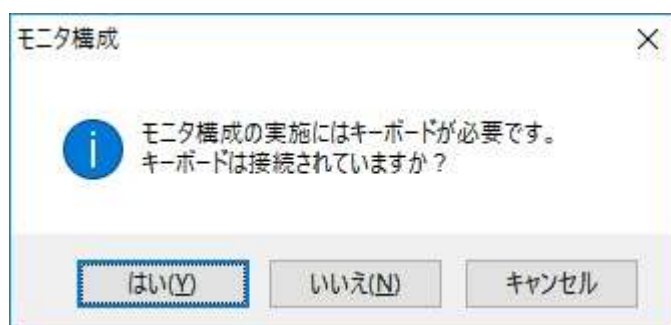 モニタ構成
モニタ構成の実施にはキーボードが必要です。
キーボードは接続されていますか？
はい(Y) いいえ(N) キャンセル